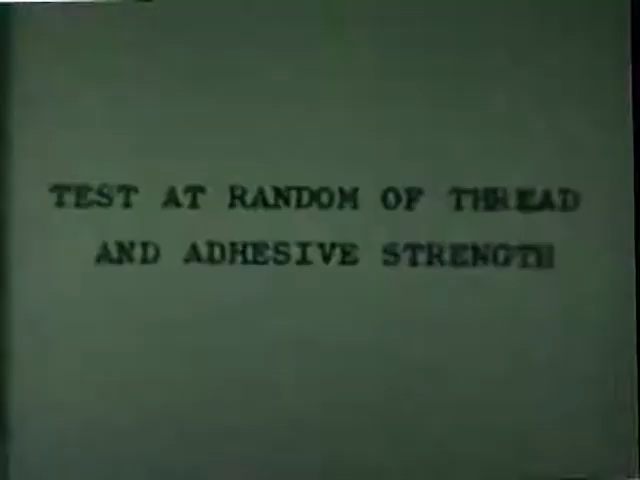 TEST AT RANDOM OF THREAD
AND ADHESIVE STRENGTH